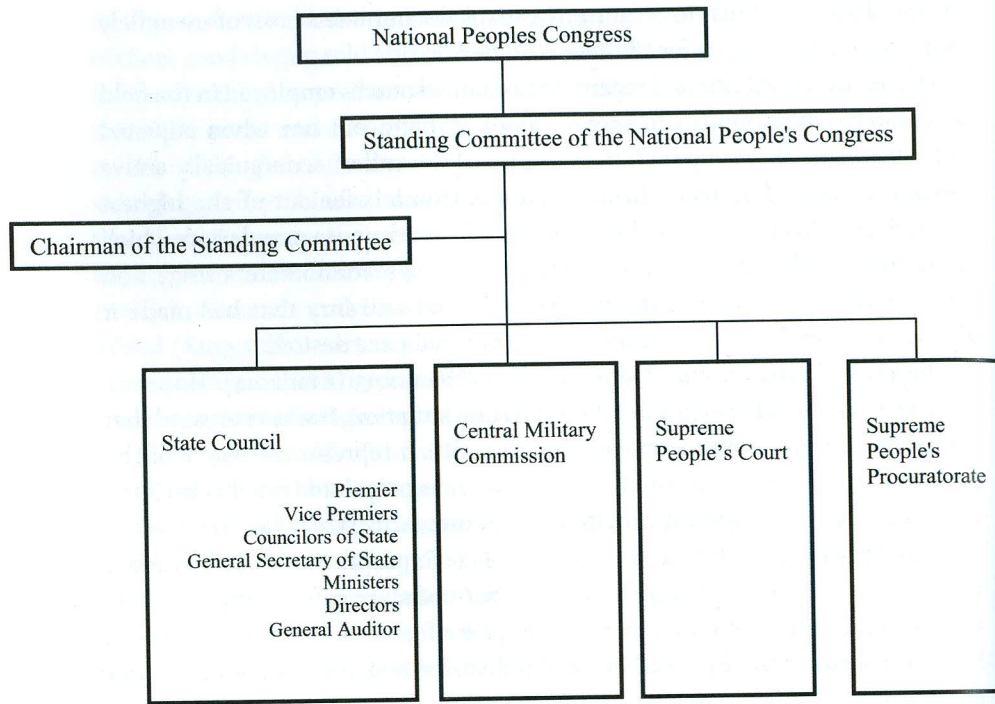 National Peoples Congress
Standing Committee of the National People's Congress
Chairman of the Standing Committee
State Council
Premier
Vice Premiers
Councilors of State
General Secretary of State
Ministers
Directors
General Auditor
Central Military
Commission
Supreme
People's Court
Supreme
People's
Procuratorate